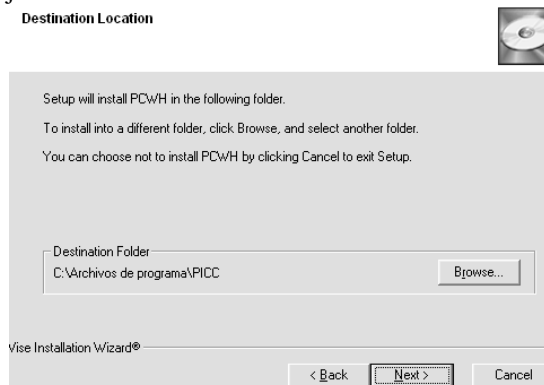 Destination Location
Setup will install PCWH in the following folder.
To install into a different folder, click Browse, and select another folder.
You can choose not to install PCWH by clicking Cancel to exit Setup.
Destination Folder
C:\Archivos de programa\PICC
Browse...
Vise Installation Wizard®
< Back
Next >
Cancel